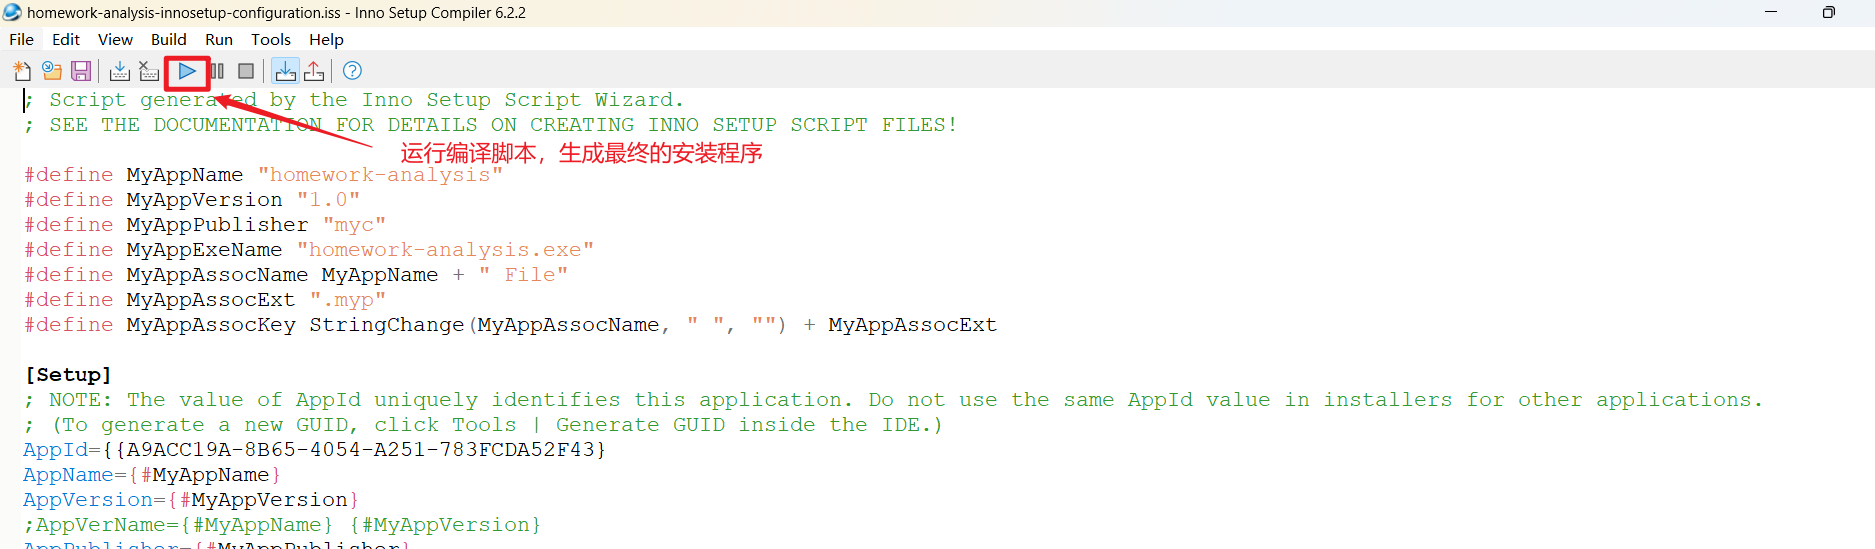 homework-analysis-innosetup-configuration.iss - Inno Setup Compiler 6.2.2
File Edit View Build Run Tools Help
; Script generated by the Inno Setup Script Wizard.
; SEE THE DOCUMENTATION FOR DETAILS ON CREATING INNO SETUP SCRIPT FILES!
运行编译脚本，生成最终的安装程序
#define MyAppName "homework-analysis"
#define MyAppVersion "1.0"
#define MyAppPublisher "myc"
#define MyAppExeName "homework-analysis.exe"
#define MyAppAssocName MyAppName + " File"
#define MyAppAssocExt ".myp"
#define MyAppAssocKey StringChange(MyAppAssocName, " ", "") + MyAppAssocExt
[Setup]
; NOTE: The value of AppId uniquely identifies this application. Do not use the same AppId value in installers for other applications.
; (To generate a new GUID, click Tools | Generate GUID inside the IDE.)
AppId={{A9ACC19A-8B65-4054-A251-783FCDA52F43}
AppName={#MyAppName}
AppVersion={#MyAppVersion}
;AppVerName={#MyAppName} {#MyAppVersion}
AppPublisher={#MyAppPublisher}